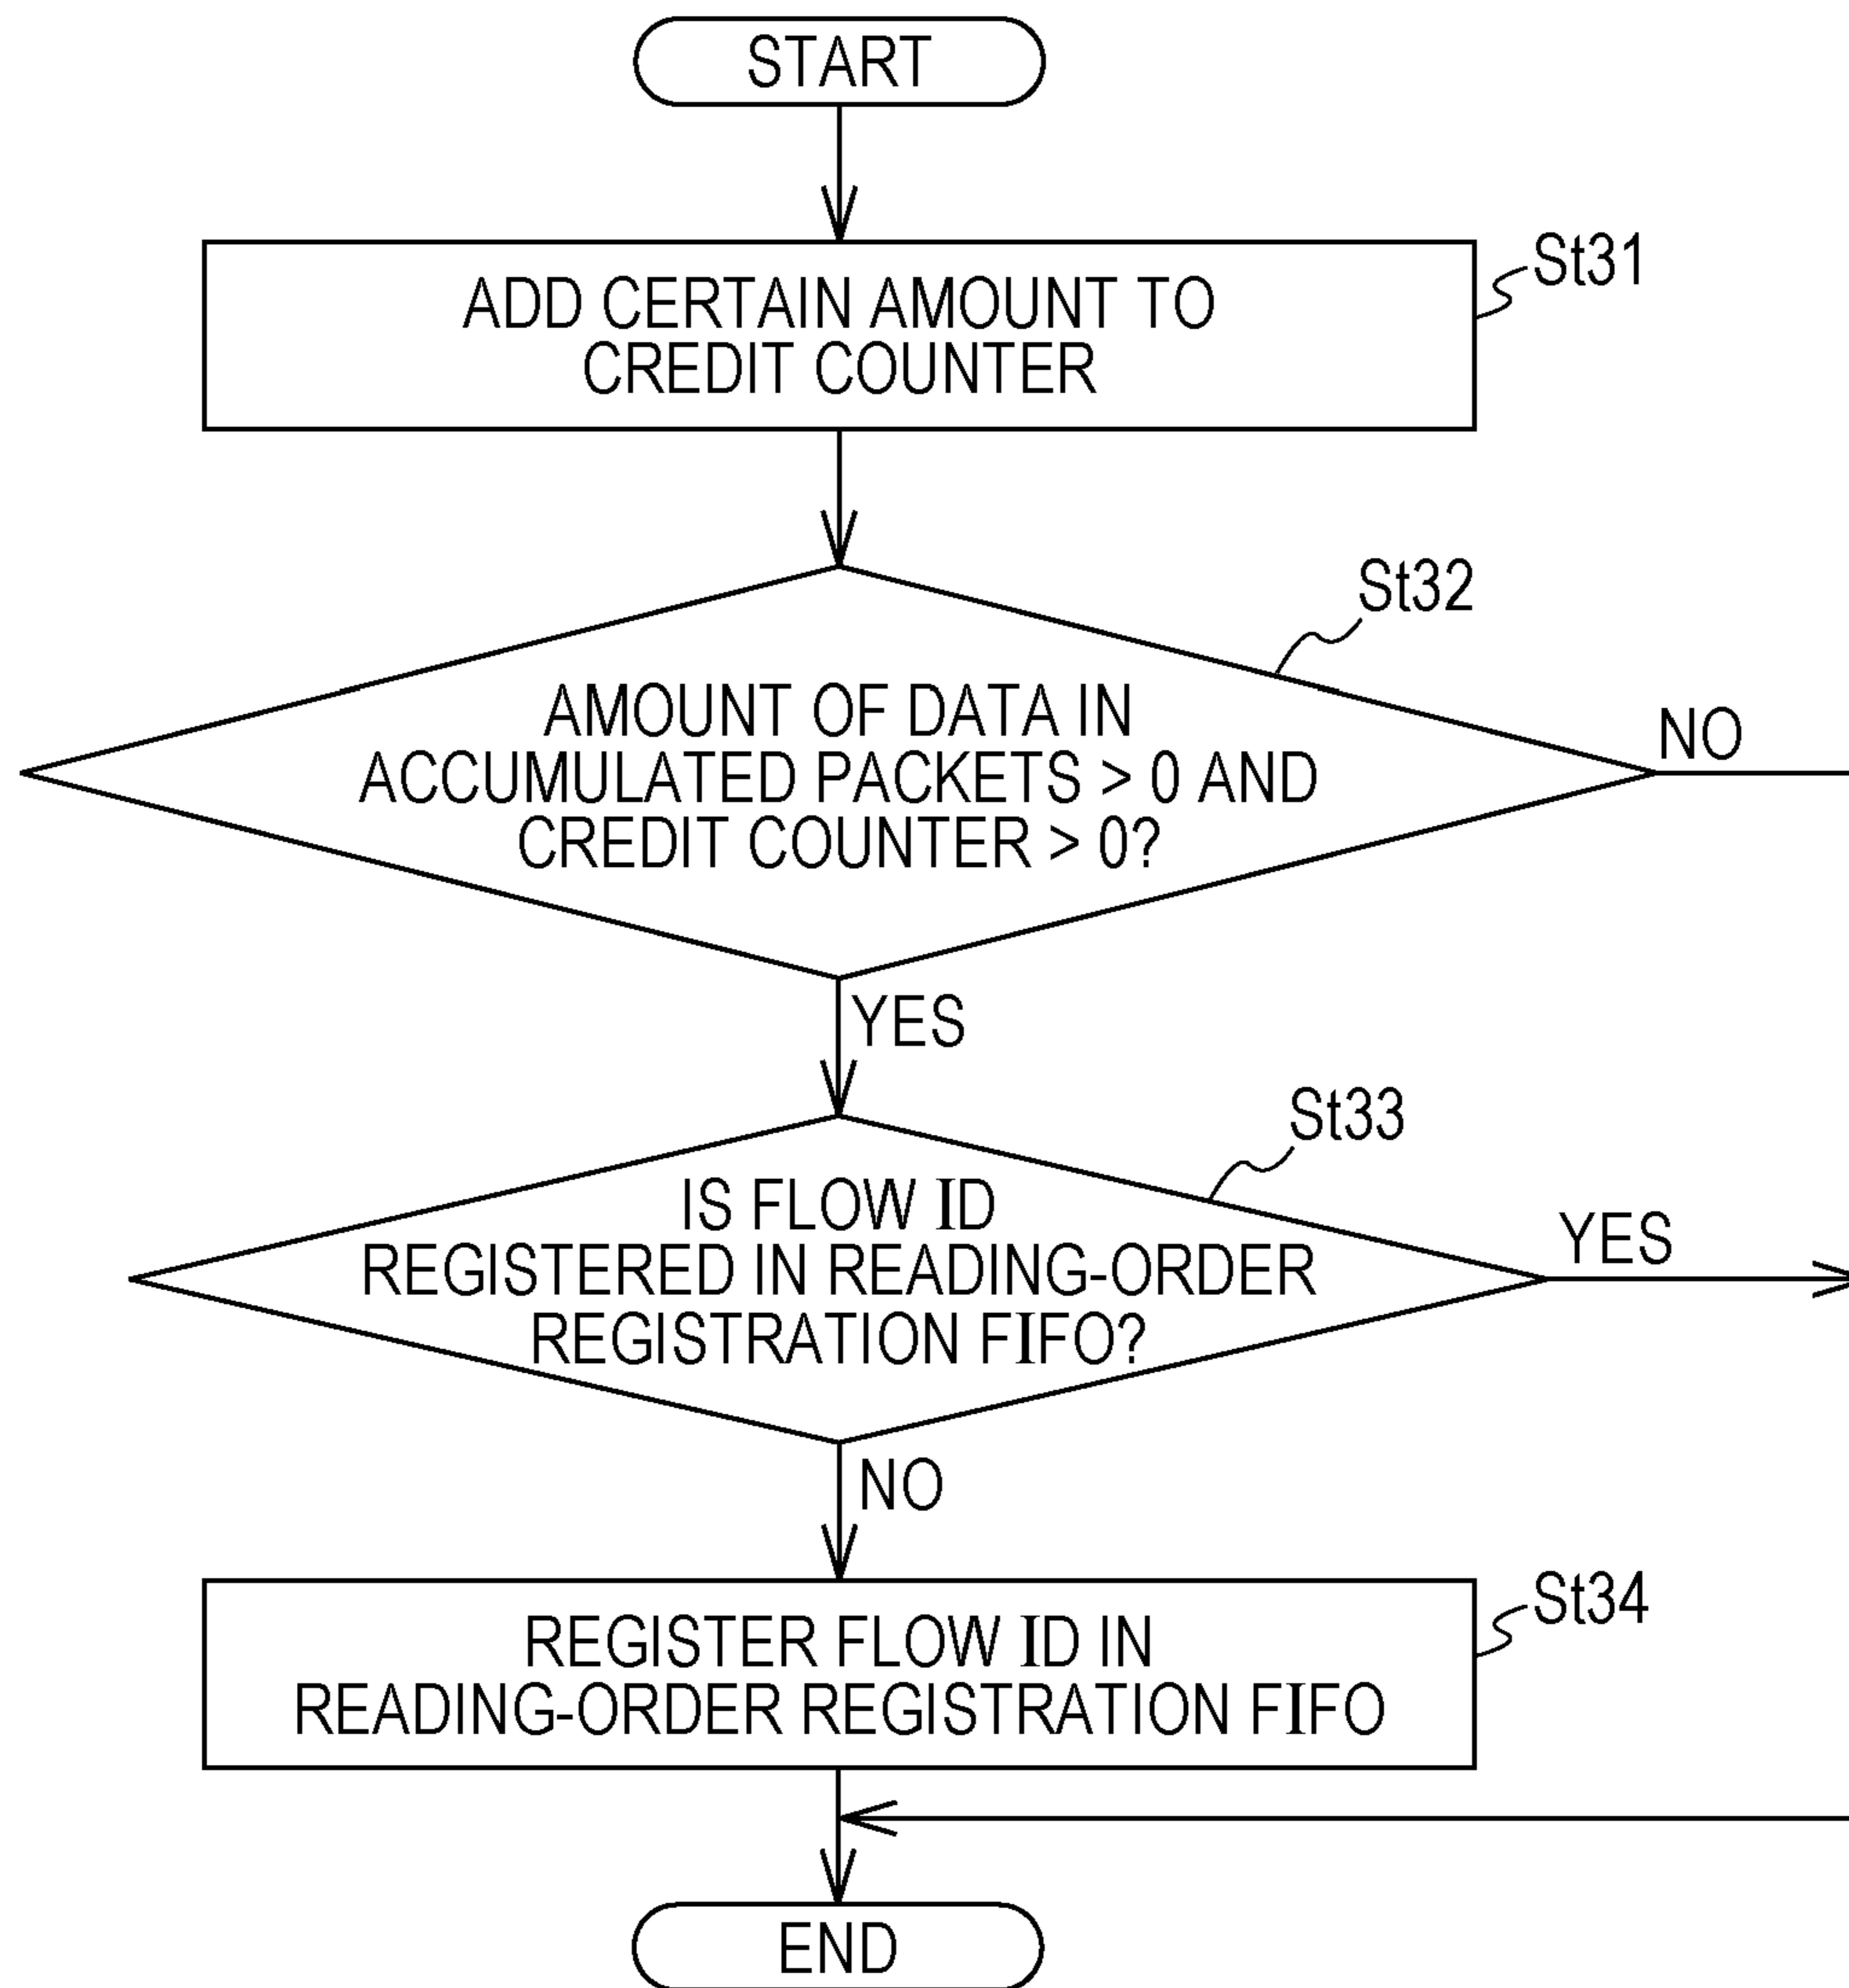 START
ADD CERTAIN AMOUNT TO
CREDIT COUNTER
St31
St32
AMOUNT OF DATA IN
ACCUMULATED PACKETS > 0 AND
CREDIT COUNTER > 0?
NO
YES
St33
IS FLOW ID
REGISTERED IN READING-ORDER
REGISTRATION FIFO?
YES
NO
St34
REGISTER FLOW ID IN
READING-ORDER REGISTRATION FIFO
END